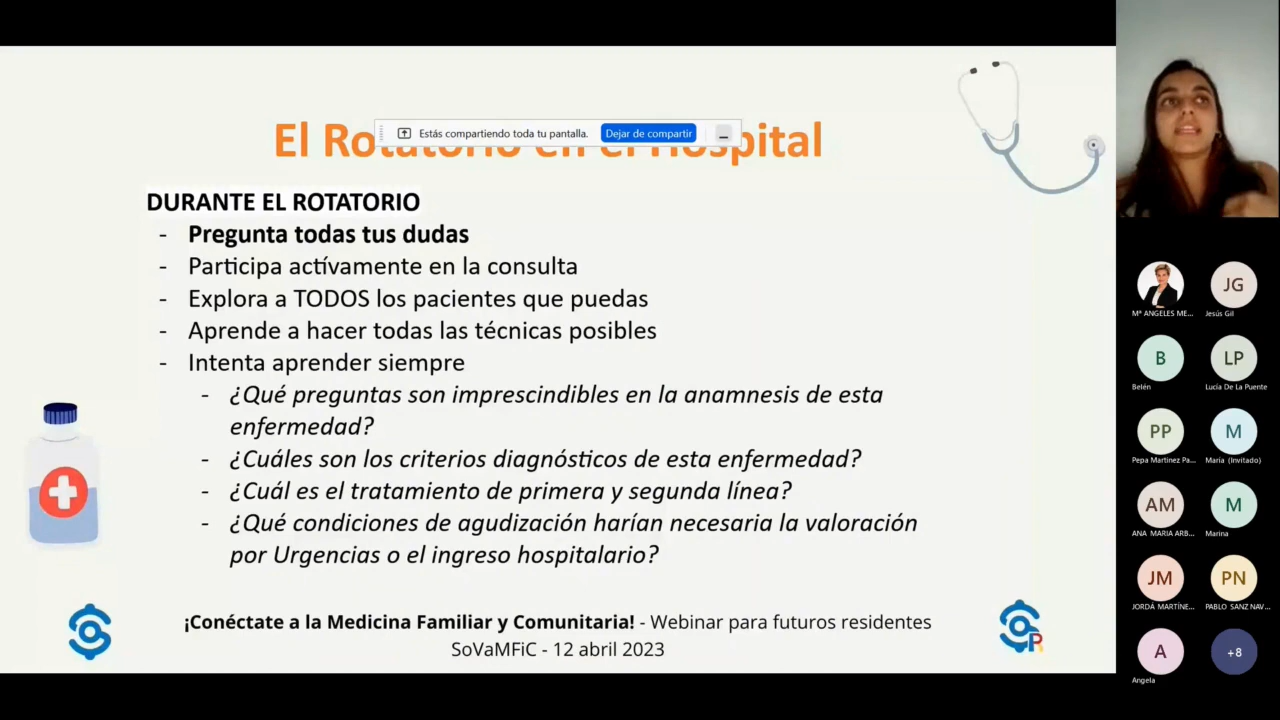 El Rotatorio en el Hospital
Estás compartiendo toda tu pantalla. Dejar de compartir
DURANTE EL ROTATORIO
- Pregunta todas tus dudas
- Participa actívamente en la consulta
- Explora a TODOS los pacientes que puedas
- Aprende a hacer todas las técnicas posibles
- Intenta aprender siempre
- ¿Qué preguntas son imprescindibles en la anamnesis de esta
enfermedad?
- ¿Cuáles son los criterios diagnósticos de esta enfermedad?
- ¿Cuál es el tratamiento de primera y segunda línea?
- ¿Qué condiciones de agudización harían necesaria la valoración
por Urgencias o el ingreso hospitalario?
¡Conéctate a la Medicina Familiar y Comunitaria! - Webinar para futuros residentes
SoVaMFiC - 12 abril 2023
R
JG
Mª ANGELES ME... Jesús Gil
B LP
Belén Lucía De La Puente
PP M
Pepa Martinez Pa... María (Invitado)
AM M
ANA MARIA ARB... Marina
JM PN
JORDÁ MARTÍNE... PABLO SANZ NAV...
A +8
Angela